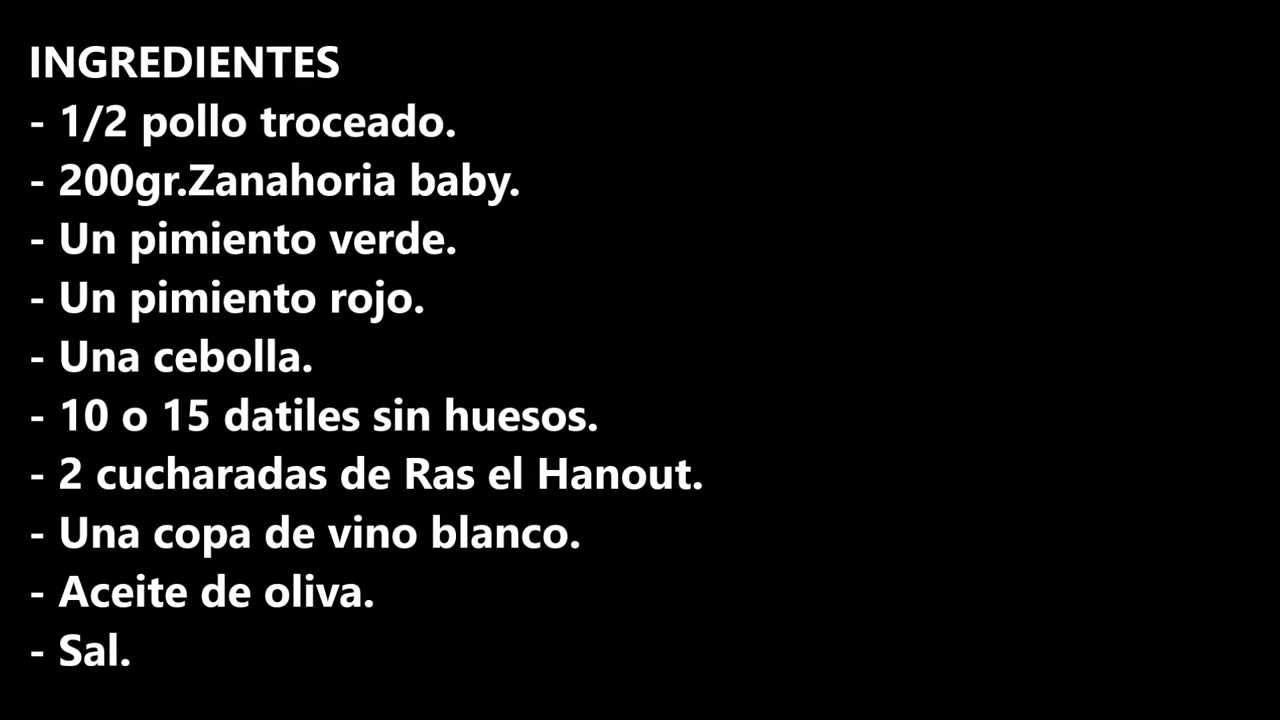 INGREDIENTES
- 1/2 pollo troceado.
- 200gr.Zanahoria baby.
- Un pimiento verde.
- Un pimiento rojo.
- Una cebolla.
- 10 o 15 datiles sin huesos.
- 2 cucharadas de Ras el Hanout.
- Una copa de vino blanco.
- Aceite de oliva.
- Sal.